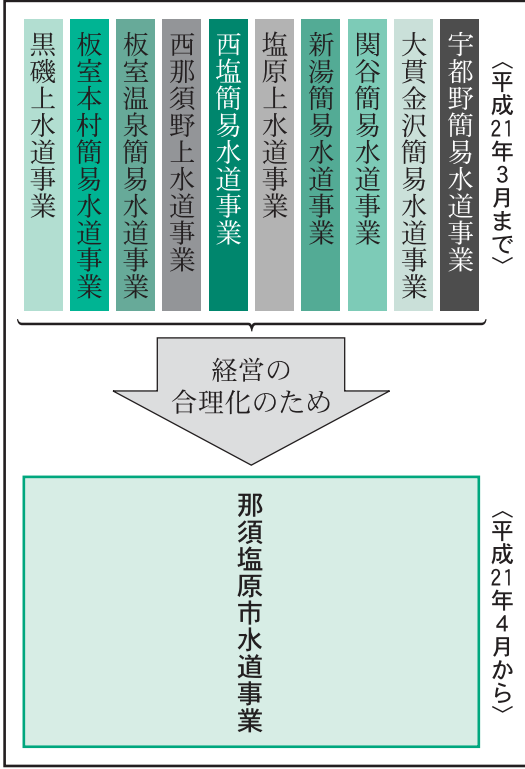 〈平成21年3月まで〉
宇都野簡易水道事業
大貫金沢簡易水道事業
関谷簡易水道事業
新湯簡易水道事業
塩原上水道事業
西塩簡易水道事業
西那須野上水道事業
板室温泉簡易水道事業
板室本村簡易水道事業
黒磯上水道事業
経営の
合理化のため
〈平成21年4月から〉
那須塩原市水道事業